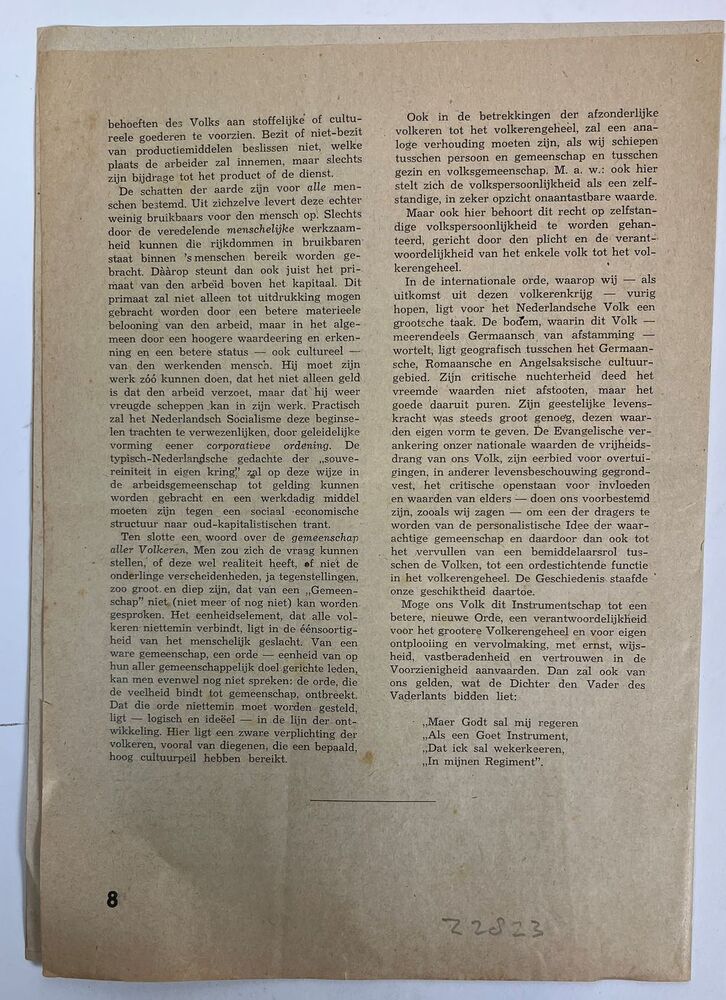 behoeften des Volks aan stoffelijke of cultu-
reele goederen te voorzien. Bezit of niet-bezit
van productiemiddelen beslissen niet, welke
plaats de arbeider zal innemen, maar slechts
zijn bijdrage tot het product of de dienst.
De schatten der aarde zijn voor alle men-
schen bestemd. Uit zichzelve levert deze echter
weinig bruikbaars voor den mensch op. Slechts
door de veredelende menschelijke werkzaam-
heid kunnen die rijkdommen in bruikbaren
staat binnen 's menschen bereik worden ge-
bracht. Dààrop steunt dan ook juist het pri-
maat van den arbeid boven het kapitaal. Dit
primaat zal niet alleen tot uitdrukking mogen
gebracht worden door een betere materieele
belooning van den arbeid, maar in het alge-
meen door een hoogere waardeering en erken-
ning en een betere status — ook cultureel —
van den werkenden mensch. Hij moet zijn
werk zóó kunnen doen, dat het niet alleen geld
is dat den arbeid verzoet, maar dat hij weer
vreugde scheppen kan in zijn werk. Practisch
zal het Nederlandsch Socialisme deze beginse-
len trachten te verwezenlijken, door geleidelijke
vorming eener corporatieve ordening. De
typisch-Nederlandsche gedachte der „souve-
reiniteit in eigen kring" zal op deze wijze in
de arbeidsgemeenschap tot gelding kunnen
worden gebracht en een werkdadig middel
moeten zijn tegen een sociaal economische
structuur naar oud-kapitalistischen trant.
Ten slotte een woord over de gemeenschap
aller Volkeren. Men zou zich de vraag kunnen
stellen, of deze wel realiteit heeft, of niet de
onderlinge verscheidenheden, ja tegenstellingen,
zoo groot en diep zijn, dat van een „Gemeen-
schap" niet (niet meer of nog niet) kan worden
gesproken. Het eenheidselement, dat alle vol-
keren niettemin verbindt, ligt in de éénsoortig-
heid van het menschelijk geslacht. Van een
ware gemeenschap, een orde — eenheid van op
hun aller gemeenschappelijk doel gerichte leden,
kan men evenwel nog niet spreken: de orde, die
de veelheid bindt tot gemeenschap, ontbreekt.
Dat die orde niettemin moet worden gesteld,
ligt — logisch en ideëel — in de lijn der ont-
wikkeling. Hier ligt een zware verplichting der
volkeren, vooral van diegenen, die een bepaald,
hoog cultuurpeil hebben bereikt.
Ook in de betrekkingen der afzonderlijke
volkeren tot het volkerengeheel, zal een ana-
loge verhouding moeten zijn, als wij schiepen
tusschen persoon en gemeenschap en tusschen
gezin en volksgemeenschap. M. a. w.: ook hier
stelt zich de volkspersoonlijkheid als een zelf-
standige, in zeker opzicht onaantastbare waarde.
Maar ook hier behoort dit recht op zelfstan-
dige volkspersoonlijkheid te worden gehan-
teerd, gericht door den plicht en de verant-
woordelijkheid van het enkele volk tot het vol-
kerengeheel.
In de internationale orde, waarop wij — als
uitkomst uit dezen volkerenkrijg — vurig
hopen, ligt voor het Nederlandsche Volk een
grootsche taak. De bodem, waarin dit Volk —
meerendeels Germaansch van afstamming —
wortelt, ligt geografisch tusschen het Germaan-
sche, Romaansche en Angelsaksische cultuur-
gebied. Zijn critische nuchterheid deed het
vreemde waarden niet afstooten, maar het
goede daaruit puren. Zijn geestelijke levens-
kracht was steeds groot genoeg, dezen waar-
den eigen vorm te geven. De Evangelische ver-
ankering onzer nationale waarden de vrijheids-
drang van ons Volk, zijn eerbied voor overtui-
gingen, in anderer levensbeschouwing gegrond-
vest, het critische openstaan voor invloeden
en waarden van elders — doen ons voorbestemd
zijn, zooals wij zagen — om een der dragers te
worden van de personalistische Idee der waar-
achtige gemeenschap en daardoor dan ook tot
het vervullen van een bemiddelaarsrol tus-
schen de Volken, tot een ordestichtende functie
in het volkerengeheel. De Geschiedenis staafde
onze geschiktheid daartoe.
Moge ons Volk dit Instrumentschap tot een
betere, nieuwe Orde, een verantwoordelijkheid
voor het grootere Volkerengeheel en voor eigen
ontplooiing en vervolmaking, met ernst, wijs-
heid, vastberadenheid en vertrouwen in de
Voorzienigheid aanvaarden. Dan zal ook van
ons gelden, wat de Dichter den Vader des
Vaderlants bidden liet:
„Maer Godt sal mij regeren
„Als een Goet Instrument,
„Dat ick sal wekerkeeren,
„In mijnen Regiment".
8
Z2823